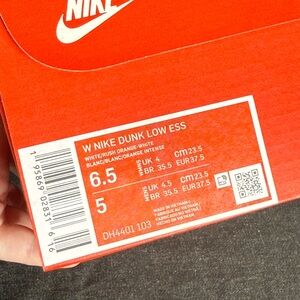 NIKE
W NIKE DUNK LOW ESS
WHITE/RUSH ORANGE-WHITE
BLANC/BLANC/ORANGE INTENSE
6.5 UK 4 cm 23.5
BR 35.5 EUR 37.5
5 UK 4.5 cm 23.5
BR 35.5 EUR 37.5
DH4401 103